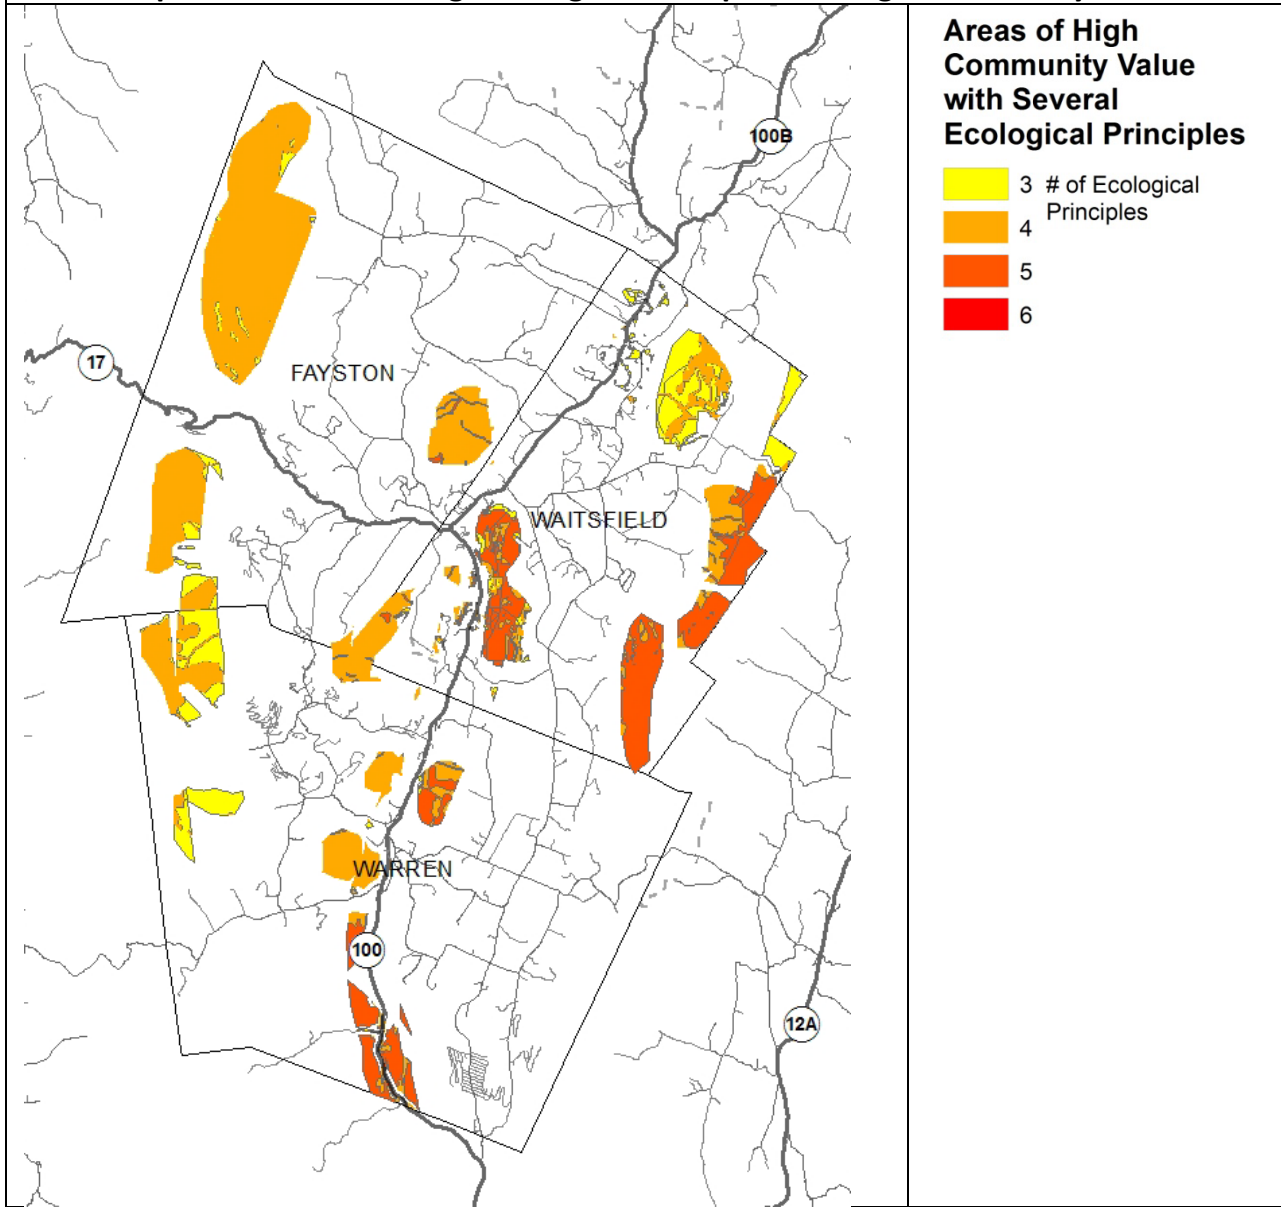 Areas of High
Community Value
with Several
Ecological Principles
3 # of Ecological
Principles
4
5
6
100B
17
FAYSTON
WAITSFIELD
WARREN
100
12A